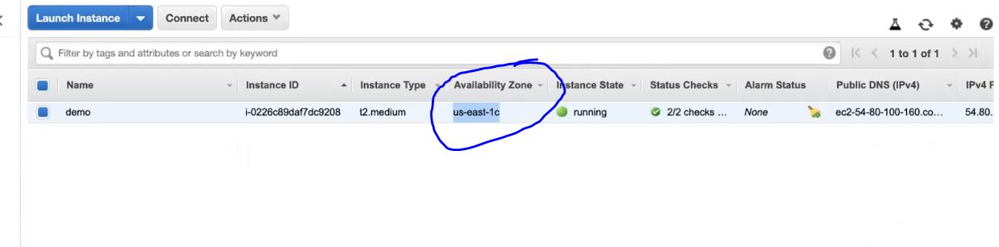 Launch Instance Connect Actions
Filter by tags and attributes or search by keyword 1 to 1 of 1
Name Instance ID Instance Type Availability Zone Instance State Status Checks Alarm Status Public DNS (IPv4) IPv4 P
demo i-0226c89daf7dc9208 t2.medium us-east-1c running 2/2 checks ... None ec2-54-80-100-160.co... 54.80.